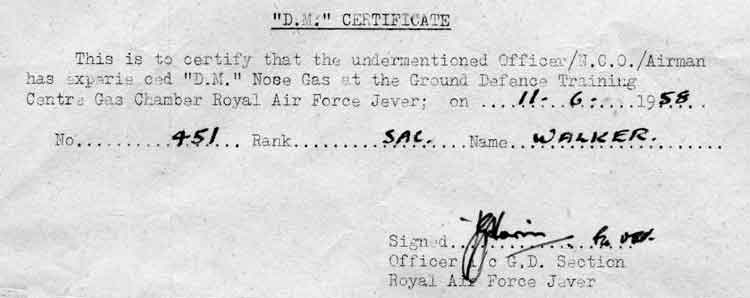 "D.M." CERTIFICATE
This is to certify that the undermentioned Officer/N.C.O./Airman
has experienced "D.M." Nose Gas at the Ground Defence Training
Centre Gas Chamber Royal Air Force Jever; on ....11-.6-...1958...
No..........451... Rank.........SAC.... Name...WALKER..........
Signed....................
Officer i/c G.D. Section
Royal Air Force Jever